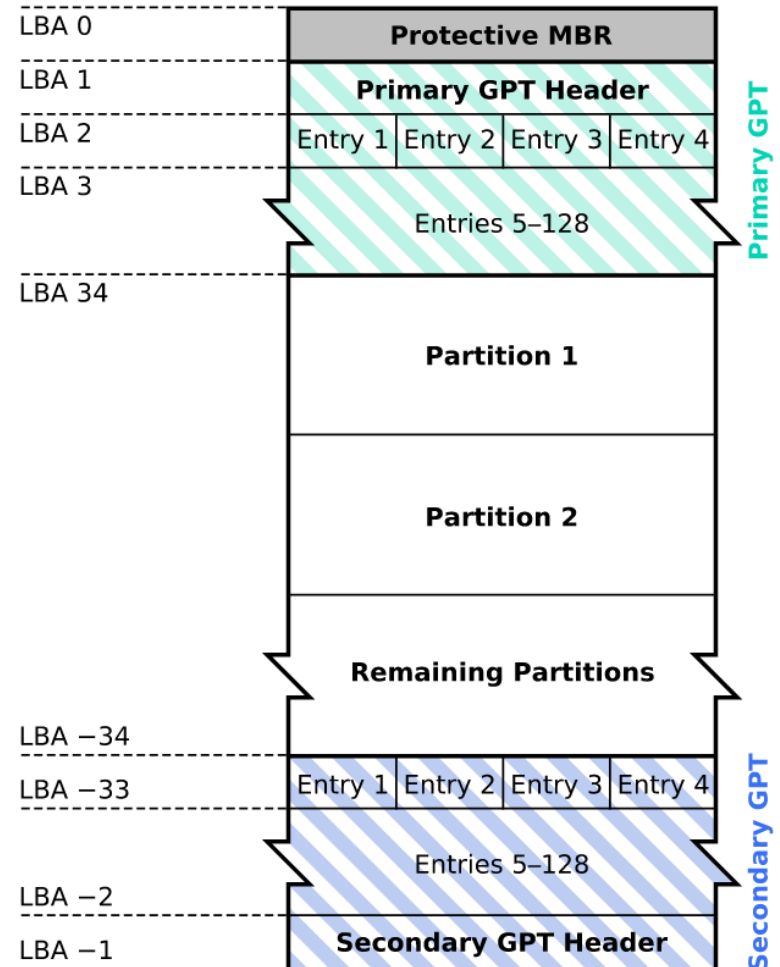 LBA 0
Protective MBR
LBA 1
Primary GPT Header
LBA 2
Entry 1 Entry 2 Entry 3 Entry 4
LBA 3
Entries 5–128
Primary GPT
LBA 34
Partition 1
Partition 2
Remaining Partitions
LBA −34
LBA −33
Entry 1 Entry 2 Entry 3 Entry 4
Entries 5–128
LBA −2
Secondary GPT Header
LBA −1
Secondary GPT